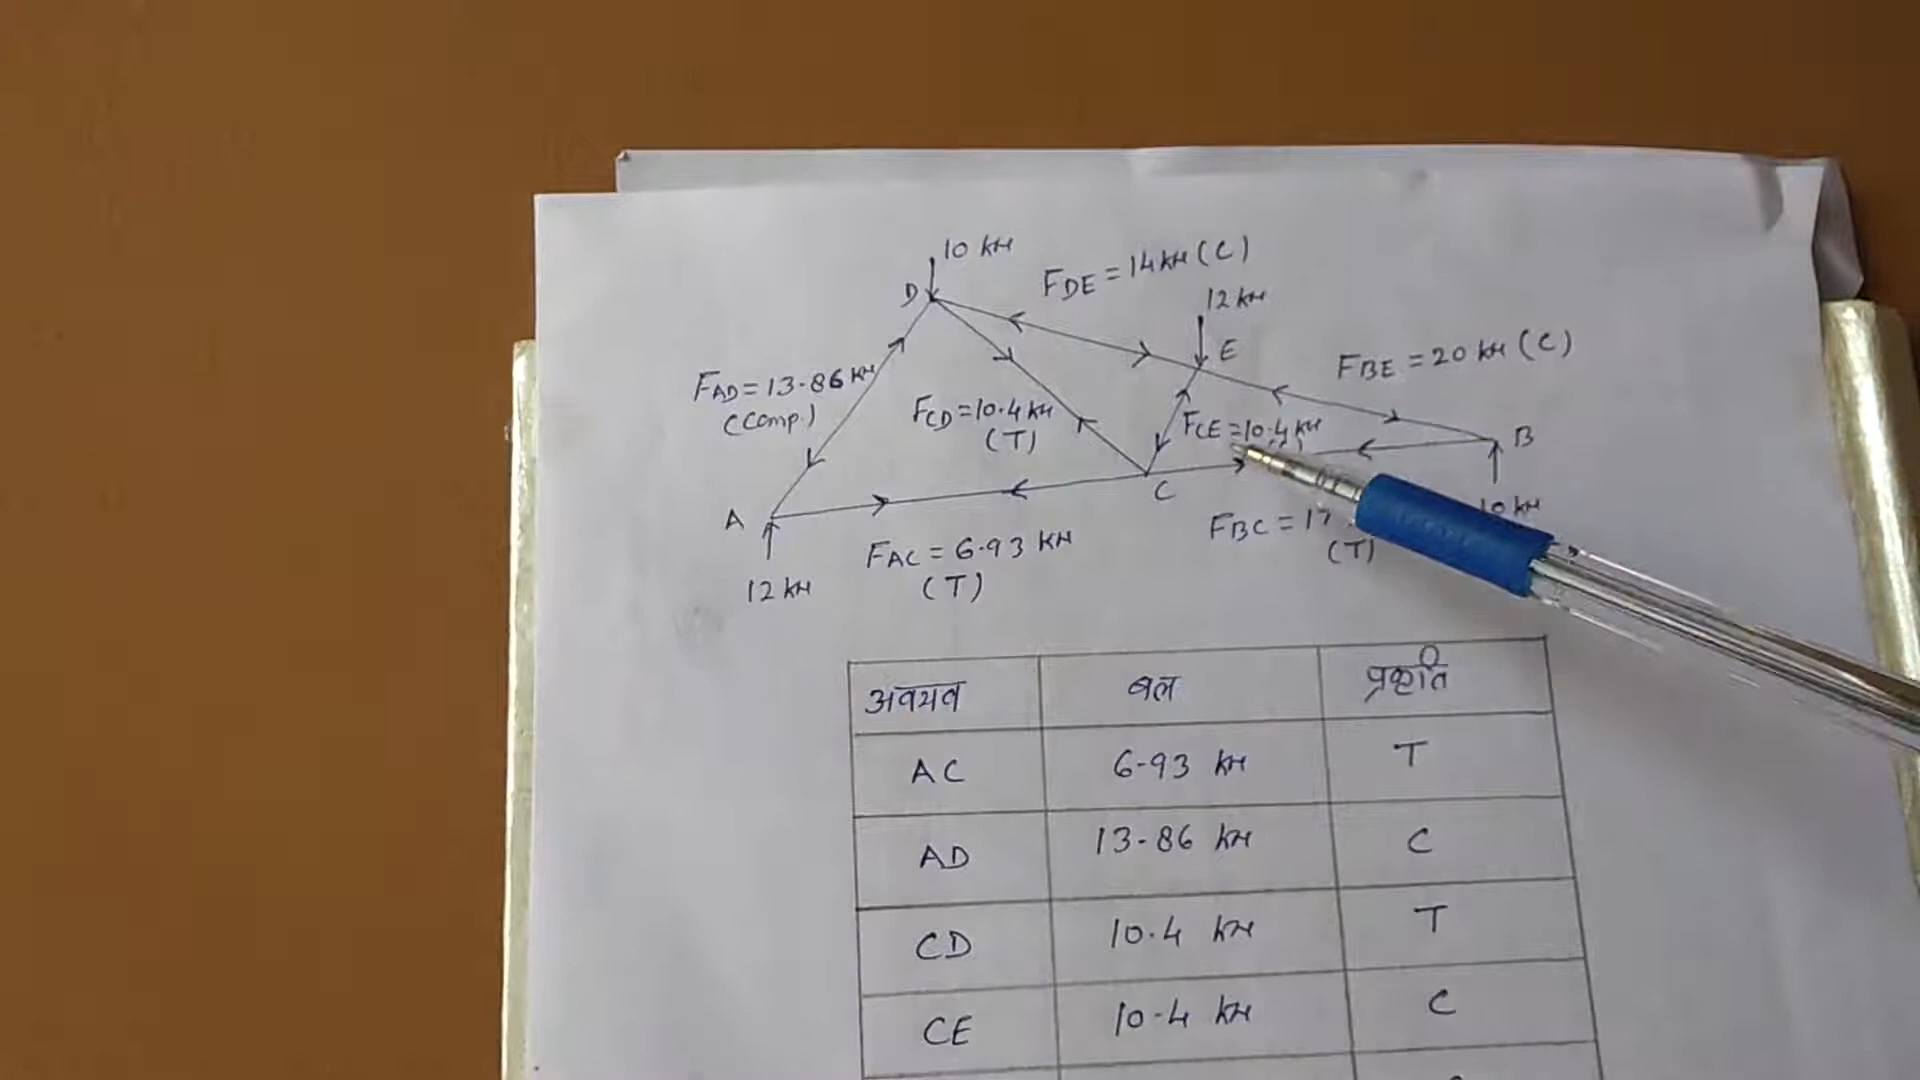 10 kN
D
FDE = 14 kN (C)
12 kN
E
FBE = 20 kN (C)
FAD = 13.86 kN
(Comp.)
FCD = 10.4 kN
(T)
FCE = 10.4 kN
B
A
C
10 kN
FBC = 17
(T)
FAC = 6.93 kN
(T)
12 kN
अवयव बल प्रकृति
AC 6.93 kN T
AD 13.86 kN C
CD 10.4 kN T
CE 10.4 kN C